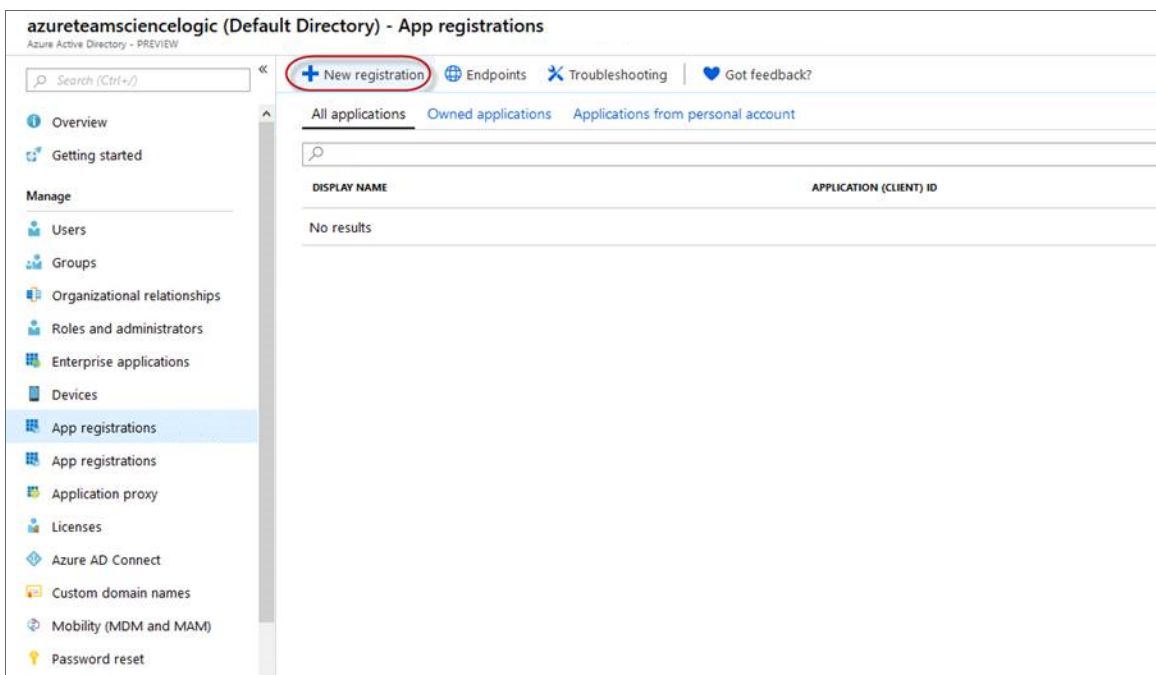 azureteamsciencelogic (Default Directory) - App registrations
Azure Active Directory - PREVIEW
Search (Ctrl+/)
«
Overview
Getting started
Manage
Users
Groups
Organizational relationships
Roles and administrators
Enterprise applications
Devices
App registrations
App registrations
Application proxy
Licenses
Azure AD Connect
Custom domain names
Mobility (MDM and MAM)
Password reset
New registration Endpoints Troubleshooting Got feedback?
All applications Owned applications Applications from personal account
DISPLAY NAME APPLICATION (CLIENT) ID
No results